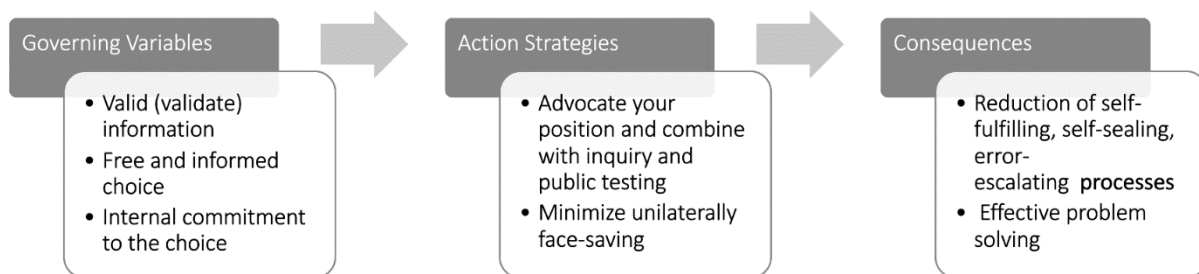 Governing Variables
• Valid (validate)
information
• Free and informed
choice
• Internal commitment
to the choice
Action Strategies
• Advocate your
position and combine
with inquiry and
public testing
• Minimize unilaterally
face-saving
Consequences
• Reduction of self-
fulfilling, self-sealing,
error-
escalating processes
• Effective problem
solving